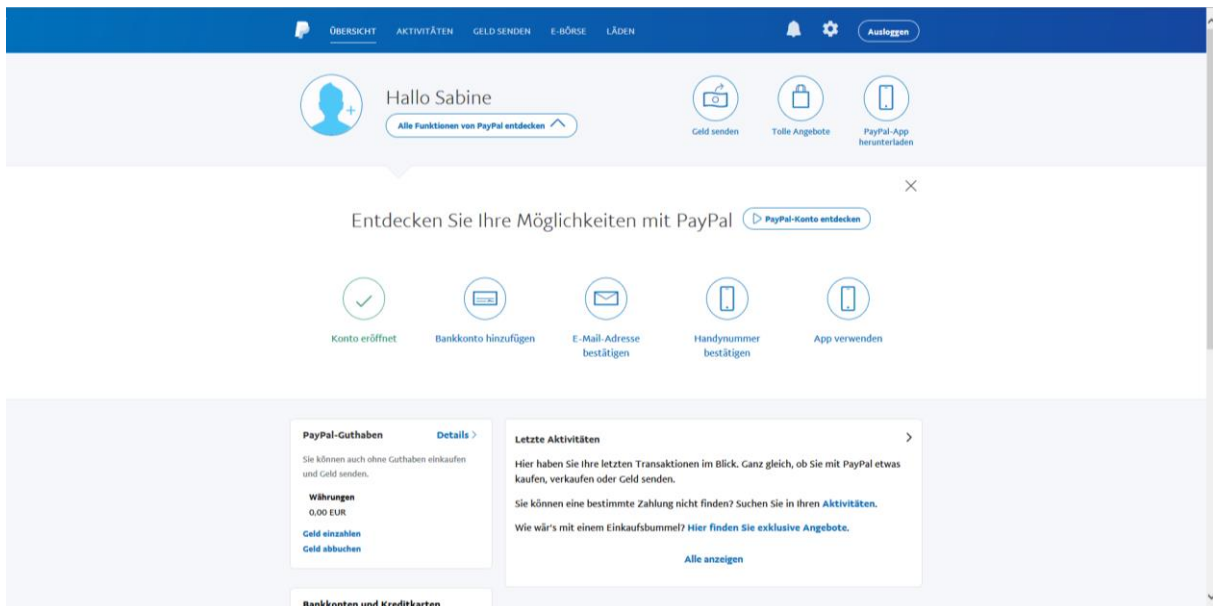 ÜBERSICHT AKTIVITÄTEN GELD SENDEN E-BÖRSE LÄDEN Ausloggen
Hallo Sabine
Alle Funktionen von PayPal entdecken
Geld senden
Tolle Angebote
PayPal-App
herunterladen
Entdecken Sie Ihre Möglichkeiten mit PayPal
PayPal-Konto entdecken
Konto eröffnet
Bankkonto hinzufügen
E-Mail-Adresse
bestätigen
Handynummer
bestätigen
App verwenden
PayPal-Guthaben Details
Sie können auch ohne Guthaben einkaufen
und Geld senden.
Währungen
0,00 EUR
Geld einzahlen
Geld abbuchen
Letzte Aktivitäten
Hier haben Sie Ihre letzten Transaktionen im Blick. Ganz gleich, ob Sie mit PayPal etwas
kaufen, verkaufen oder Geld senden.
Sie können eine bestimmte Zahlung nicht finden? Suchen Sie in Ihren Aktivitäten.
Wie wär's mit einem Einkaufsbummel? Hier finden Sie exklusive Angebote.
Alle anzeigen
Bankkonten und Kreditkarten